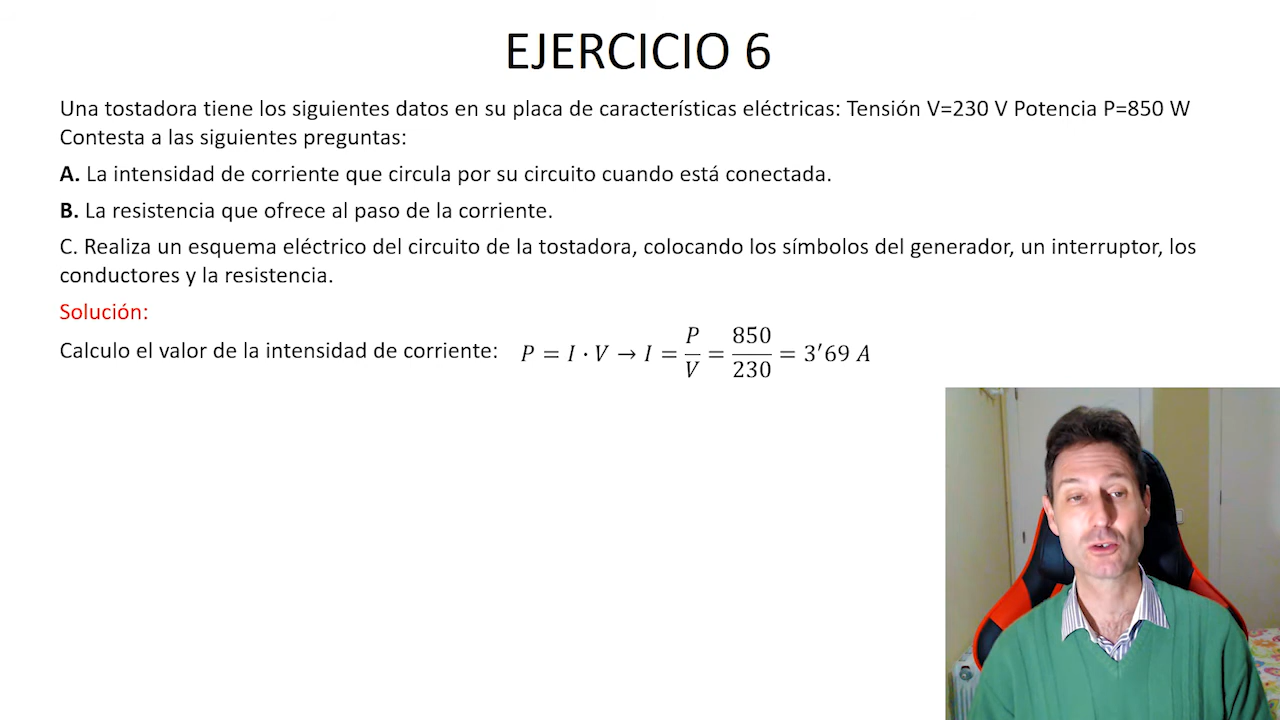 EJERCICIO 6
Una tostadora tiene los siguientes datos en su placa de características eléctricas: Tensión V=230 V Potencia P=850 W
Contesta a las siguientes preguntas:
A. La intensidad de corriente que circula por su circuito cuando está conectada.
B. La resistencia que ofrece al paso de la corriente.
C. Realiza un esquema eléctrico del circuito de la tostadora, colocando los símbolos del generador, un interruptor, los
conductores y la resistencia.
Solución:
Calculo el valor de la intensidad de corriente: P = I · V → I = P/V = 850/230 = 3′69 A